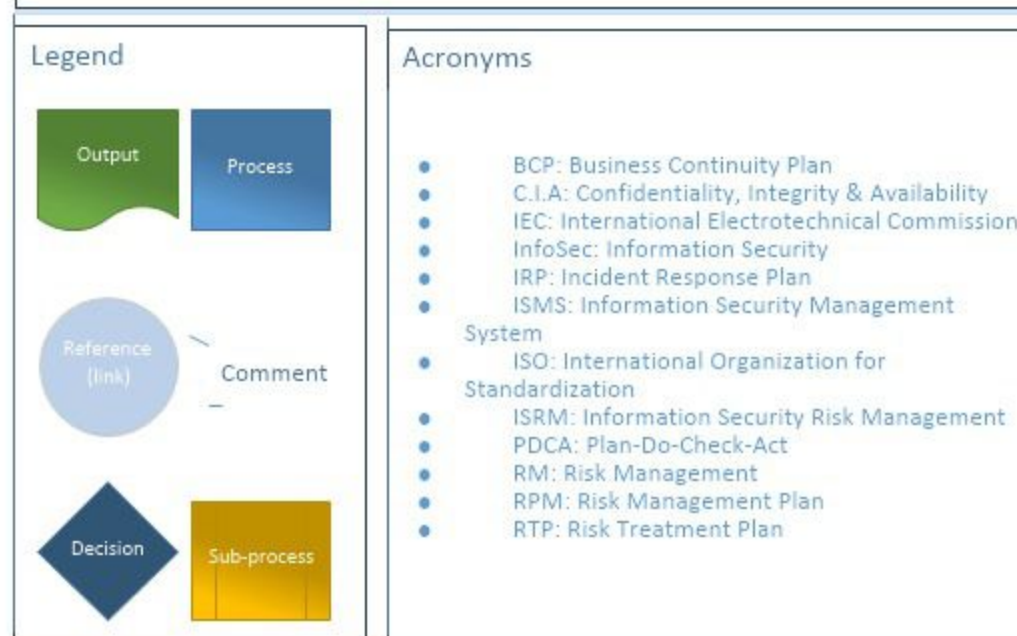 Legend
Output
Process
Reference
(link)
Comment
Decision
Sub-process
Acronyms
● BCP: Business Continuity Plan
● C.I.A: Confidentiality, Integrity & Availability
● IEC: International Electrotechnical Commission
● InfoSec: Information Security
● IRP: Incident Response Plan
● ISMS: Information Security Management
System
● ISO: International Organization for
Standardization
● ISRM: Information Security Risk Management
● PDCA: Plan-Do-Check-Act
● RM: Risk Management
● RPM: Risk Management Plan
● RTP: Risk Treatment Plan